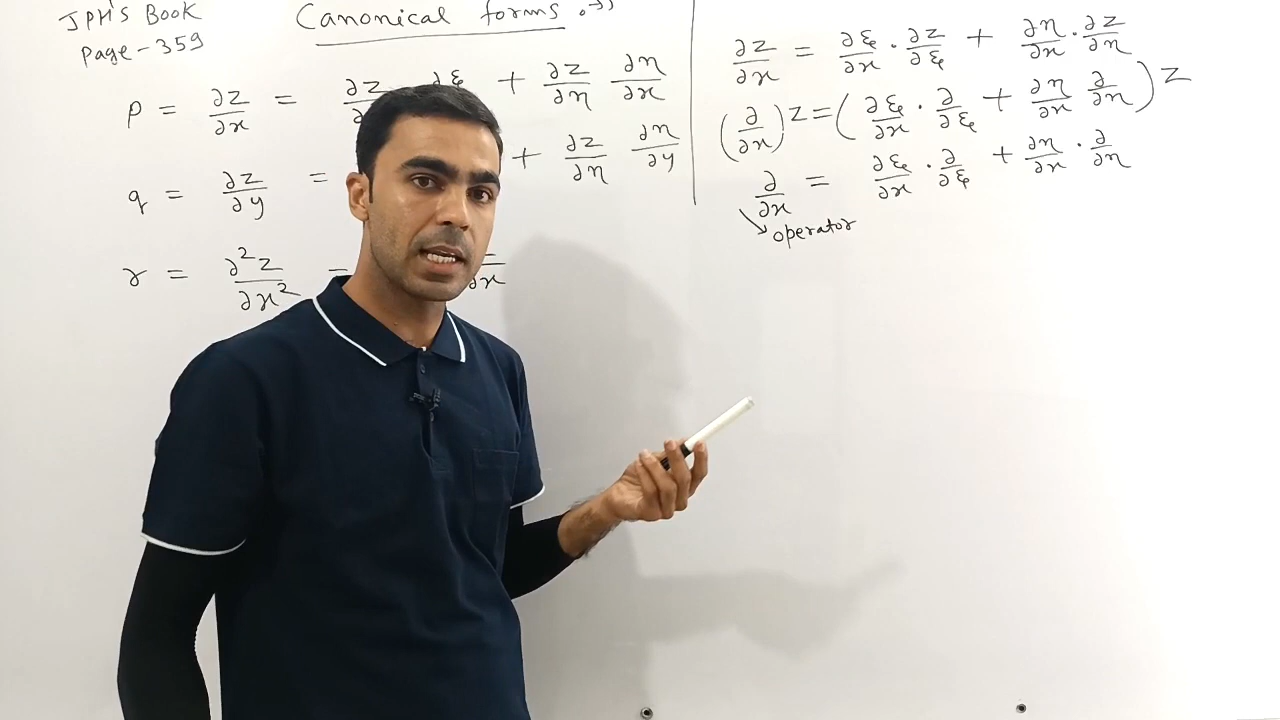 JPH'S Book
Page-359
Canonical forms :-
p = ∂z/∂x = ∂z/ ∂ξ + ∂z/∂η ∂η/∂x
q = ∂z/∂y = + ∂z/∂η ∂η/∂y
r = ∂²z/∂x² = /∂x
∂z/∂x = ∂ξ/∂x · ∂z/∂ξ + ∂η/∂x · ∂z/∂η
(∂/∂x) z = (∂ξ/∂x · ∂/∂ξ + ∂η/∂x ∂/∂η) z
∂/∂x = ∂ξ/∂x · ∂/∂ξ + ∂η/∂x · ∂/∂η
operator